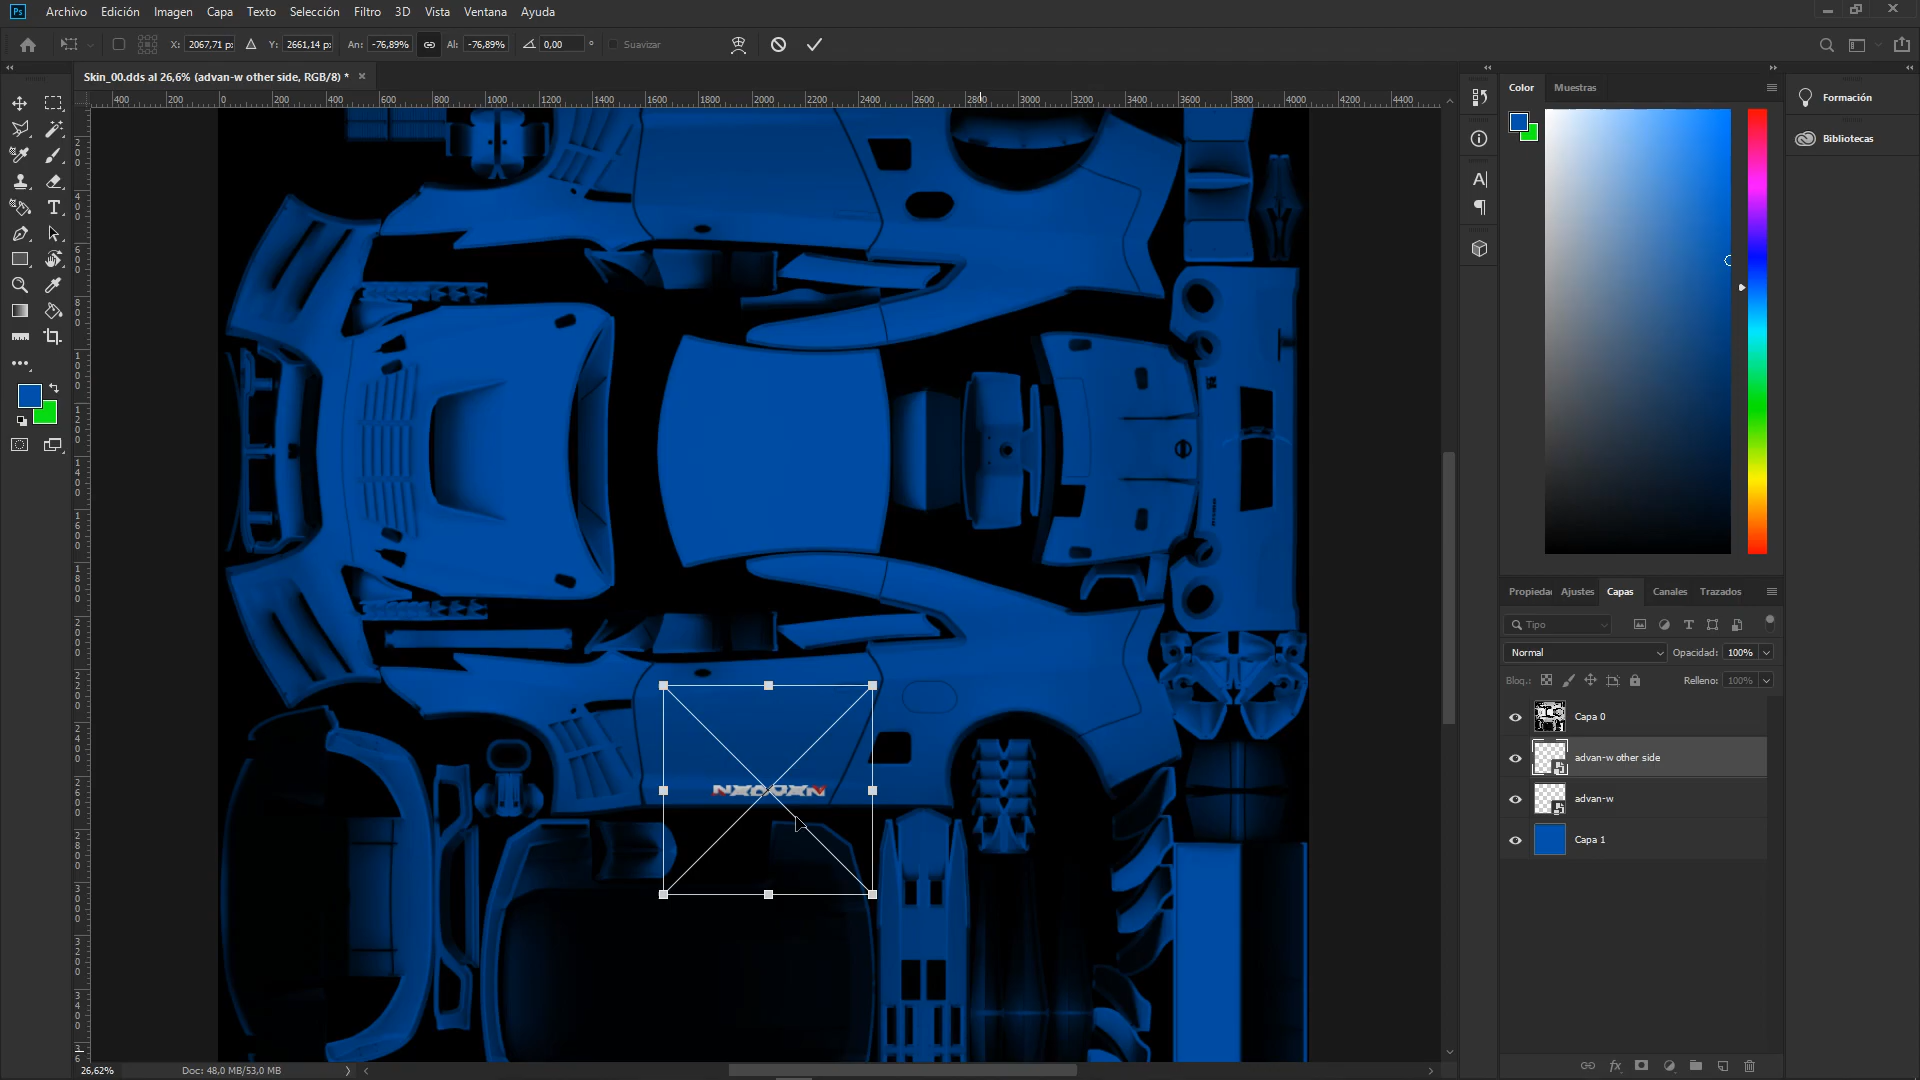 Ps Archivo Edición Imagen Capa Texto Selección Filtro 3D Vista Ventana Ayuda
X: 2067,71 p: Y: 2661,14 p: An: -76,89% Al: -76,89% 0,00 ° Suavizar
Skin_00.dds al 26,6% (advan-w other side, RGB/8) * ×
400 200 0 200 400 600 800 1000 1200 1400 1600 1800 2000 2200 2400 2600 2800 3000 3200 3400 3600 3800 4000 4200 4400
Color Muestras
Formación
Bibliotecas
Propiedad Ajustes Capas Canales Trazados
Tipo
Normal Opacidad: 100%
Bloq.: Relleno: 100%
Capa 0
advan-w other side
advan-w
Capa 1
26,62% Doc: 48,0 MB/53,0 MB